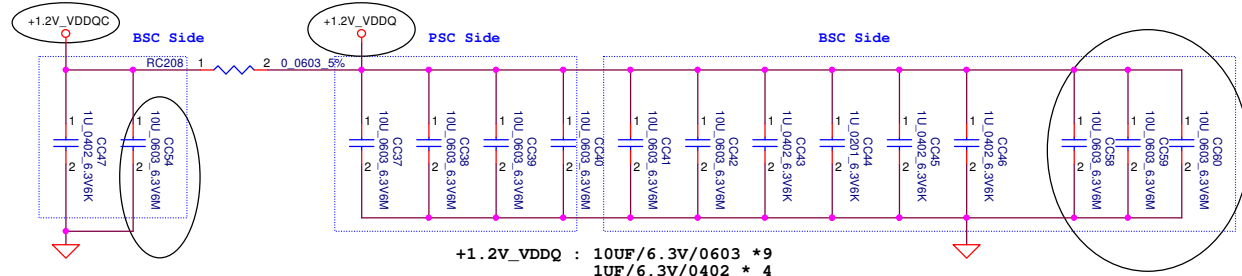 +1.2V_VDDQC
+1.2V_VDDQ
BSC Side
PSC Side
BSC Side
RC208 1 2 0_0603_5%
1 2 CC47 1U_0402_6.3V6K
1 2 CC54 10U_0603_6.3V6M
1 2 CC37 10U_0603_6.3V6M
1 2 CC38 10U_0603_6.3V6M
1 2 CC39 10U_0603_6.3V6M
1 2 CC40 10U_0603_6.3V6M
1 2 CC41 10U_0603_6.3V6M
1 2 CC42 10U_0603_6.3V6M
1 2 CC43 1U_0402_6.3V6K
1 2 CC44 1U_0201_6.3V6M
1 2 CC45 1U_0402_6.3V6K
1 2 CC46 1U_0402_6.3V6K
1 2 CC58 10U_0603_6.3V6M
1 2 CC59 10U_0603_6.3V6M
1 2 CC60 10U_0603_6.3V6M
+1.2V_VDDQ : 10UF/6.3V/0603 *9
1UF/6.3V/0402 * 4